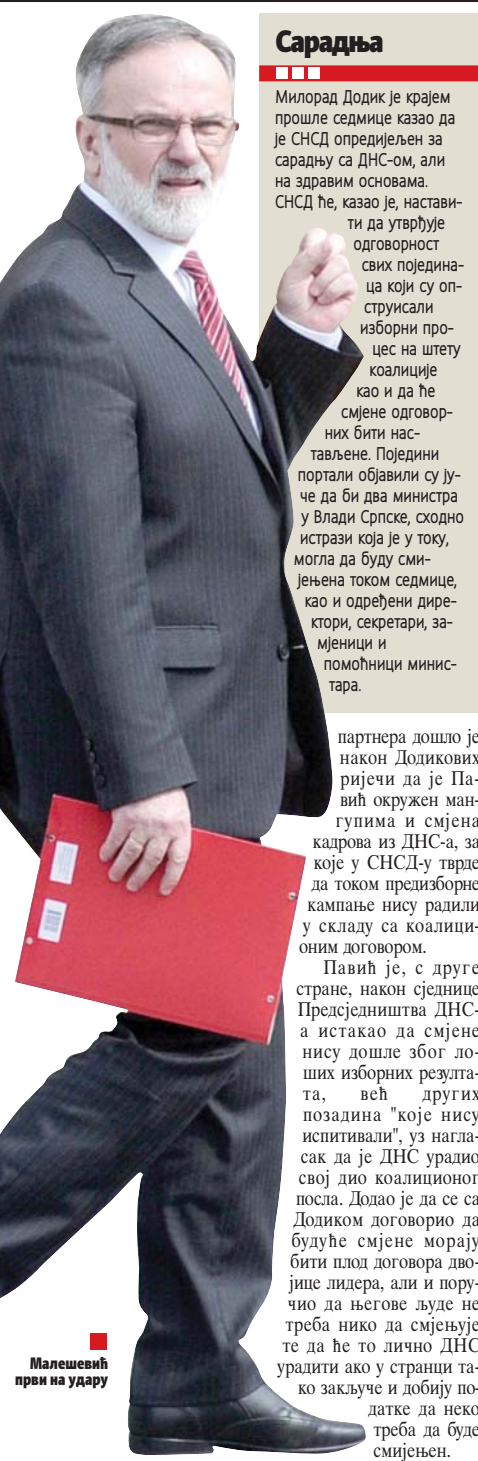 Сарадња
Милорад Додик је крајем
прошле седмице казао да
је СНСД опредијељен за
сарадњу са ДНС-ом, али
на здравим основама.
СНСД ће, казао је, настави-
ти да утврђује
одговорност
свих појединa-
ца који су оп-
струисали
изборни про-
цес на штету
коалиције
као и да ће
смјене одговор-
них бити нас-
тављене. Поједини
портали објавили су ју-
че да би два министра
у Влади Српске, сходно
истрази која је у току,
могла да буду сми-
јењена током седмице,
као и одређени дире-
ктори, секретари, за-
мјеници и
помоћници минис-
тара.
партнера дошло је
након Додикових
ријечи да је Па-
вић окружен ман-
гупима и смјена
кадрова из ДНС-а, за
које у СНСД-у тврде
да током предизборне
кампање нису радили
у складу са коалици-
оним договором.
Павић је, с друге
стране, након сједнице
Предсједништва ДНС-
а истакао да смјене
нису дошле због ло-
ших изборних резулта-
та, већ других
позадина "које нису
испитивали", уз нагла-
сак да је ДНС урадио
свој дио коалиционог
посла. Додао је да се са
Додиком договорио да
будуће смјене морају
бити плод договора дво-
јице лидера, али и пору-
чио да његове људе не
треба нико да смјењује
те да ће то лично ДНС
урадити ако у странци та-
ко закључе и добију по-
датке да неко
треба да буде
смијењен.
Малешевић
први на удару